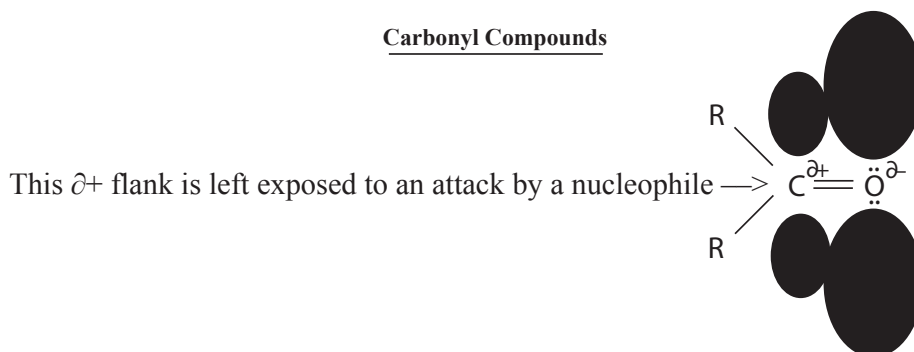 Carbonyl Compounds
R
This ∂+ flank is left exposed to an attack by a nucleophile —> C ∂+ = Ö ∂–
R